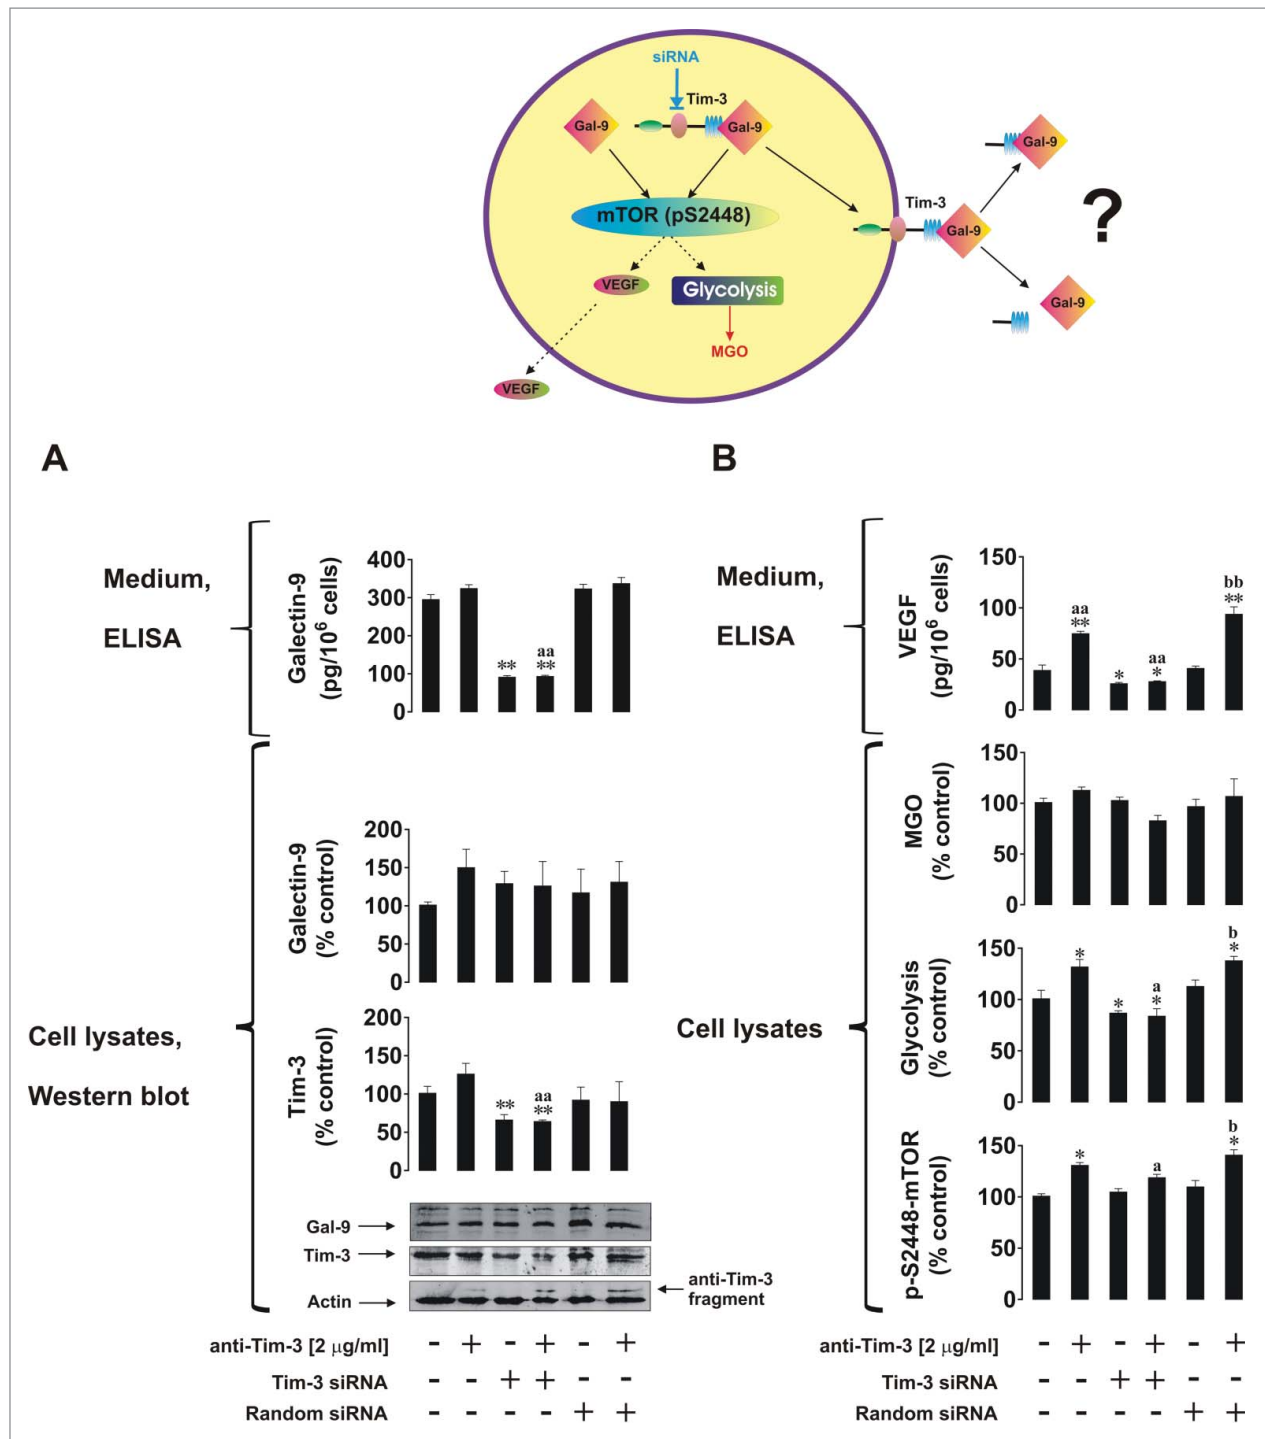 siRNA
Tim-3
Gal-9
Gal-9
Gal-9
mTOR (pS2448)
Tim-3
Gal-9
?
VEGF
Glycolysis
Gal-9
MGO
VEGF
A
Medium,
ELISA
Galectin-9
(pg/10⁶ cells)
400
300
200
100
0
**
aa
**
Cell lysates,
Western blot
Galectin-9
(% control)
200
150
100
50
0
Tim-3
(% control)
200
150
100
50
0
**
aa
**
Gal-9
Tim-3
Actin
anti-Tim-3
fragment
anti-Tim-3 [2 μg/ml] - + - + - +
Tim-3 siRNA - - + + - -
Random siRNA - - - - + +
B
Medium,
ELISA
VEGF
(pg/10⁶ cells)
150
100
50
0
aa
**
*
aa
*
bb
**
Cell lysates
MGO
(% control)
150
100
50
0
Glycolysis
(% control)
150
100
50
0
*
*
a
*
b
*
p-S2448-mTOR
(% control)
150
100
50
0
*
a
b
*
anti-Tim-3 [2 μg/ml] - + - + - +
Tim-3 siRNA - - + + - -
Random siRNA - - - - + +